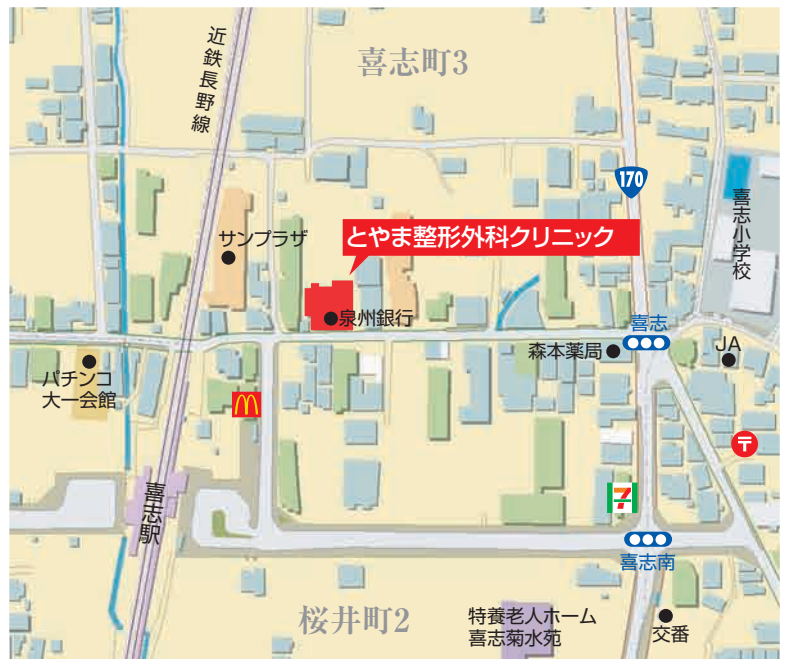 近鉄長野線
喜志町3
170
喜志小学校
サンプラザ
とやま整形外科クリニック
泉州銀行
喜志
森本薬局
JA
パチンコ
大一会館
〒
7
喜志駅
喜志南
桜井町2
特養老人ホーム
喜志菊水苑
交番